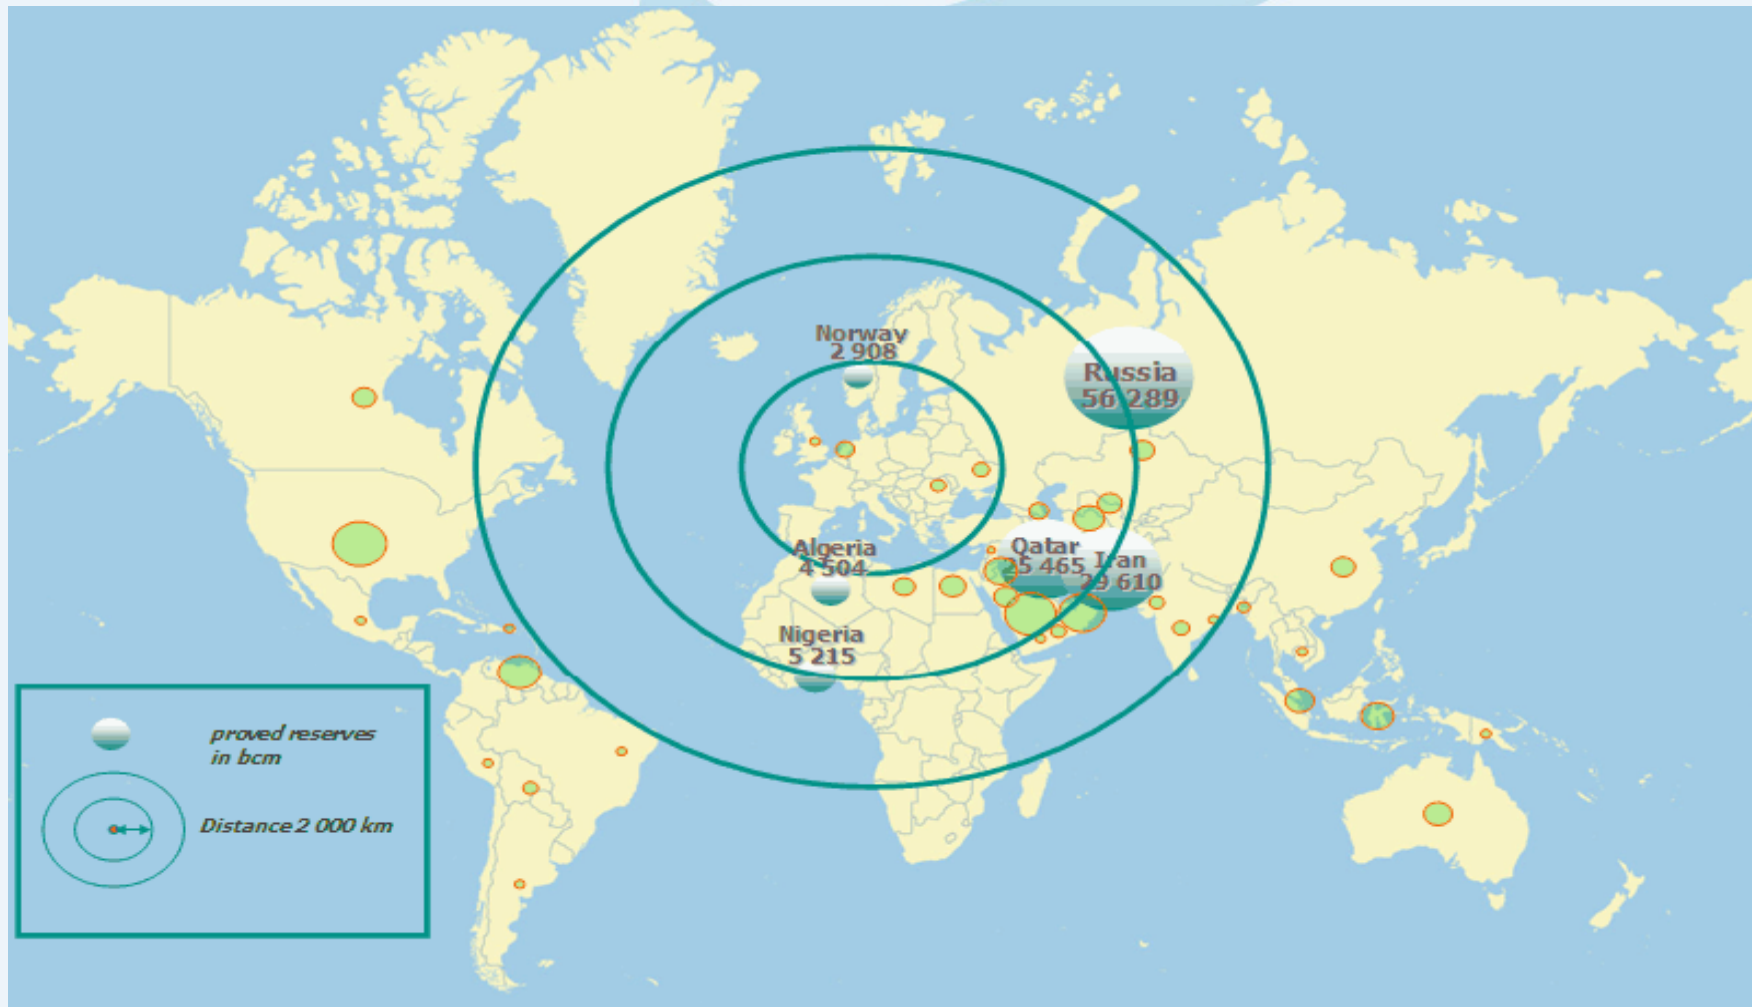 Norway
2 908
Russia
56 289
Algeria
4 504
Qatar
25 465
Iran
29 610
Nigeria
5 215
proved reserves
in bcm
Distance 2 000 km